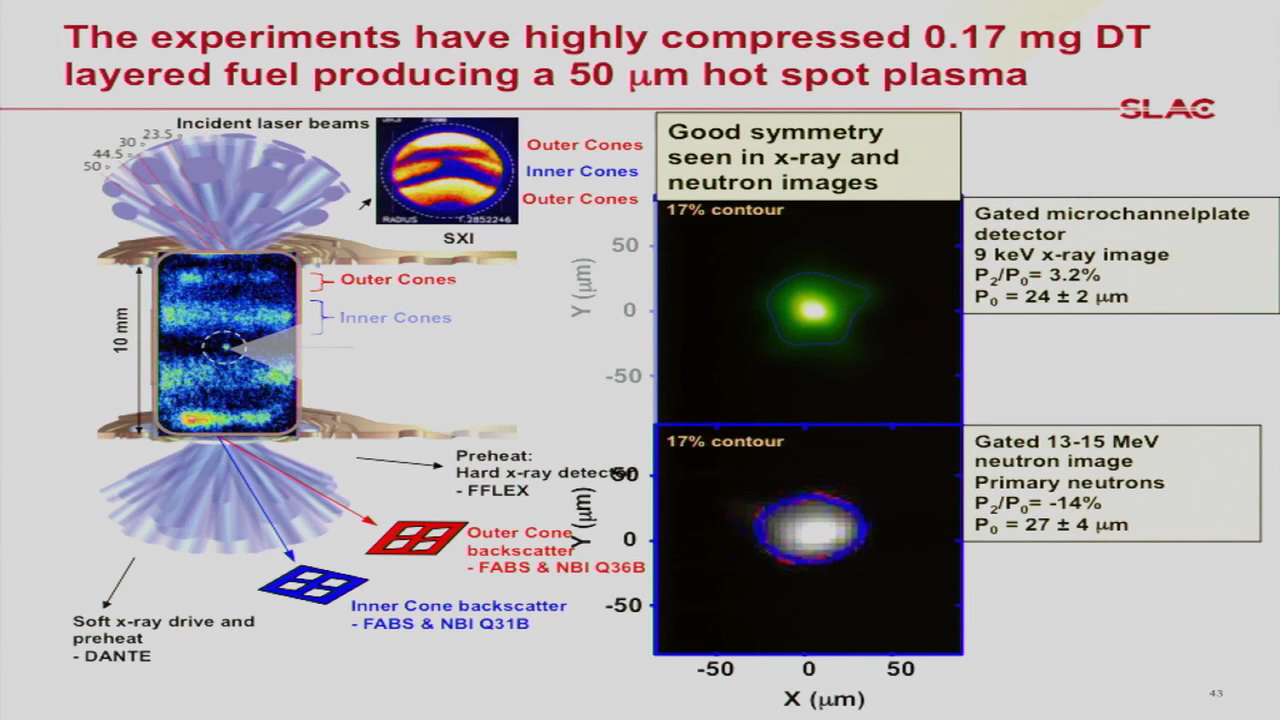 The experiments have highly compressed 0.17 mg DT
layered fuel producing a 50 μm hot spot plasma
SLAC
Incident laser beams
23.5 °
30 °
44.5 °
50 °
Outer Cones
Inner Cones
Outer Cones
RADIUS
SXI
Outer Cones
Inner Cones
10 mm
Preheat:
Hard x-ray
- FFLEX
Outer Cone
backscatter
- FABS & NBI Q36B
Inner Cone backscatter
- FABS & NBI Q31B
Soft x-ray drive and
preheat
- DANTE
Good symmetry
seen in x-ray and
neutron images
17% contour
50
0
-50
Y (μm)
Gated microchannelplate
detector
9 keV x-ray image
P2/P0= 3.2%
P0 = 24 ± 2 μm
17% contour
50
0
-50
Y (μm)
-50 0 50
X (μm)
Gated 13-15 MeV
neutron image
Primary neutrons
P2/P0= -14%
P0 = 27 ± 4 μm
43